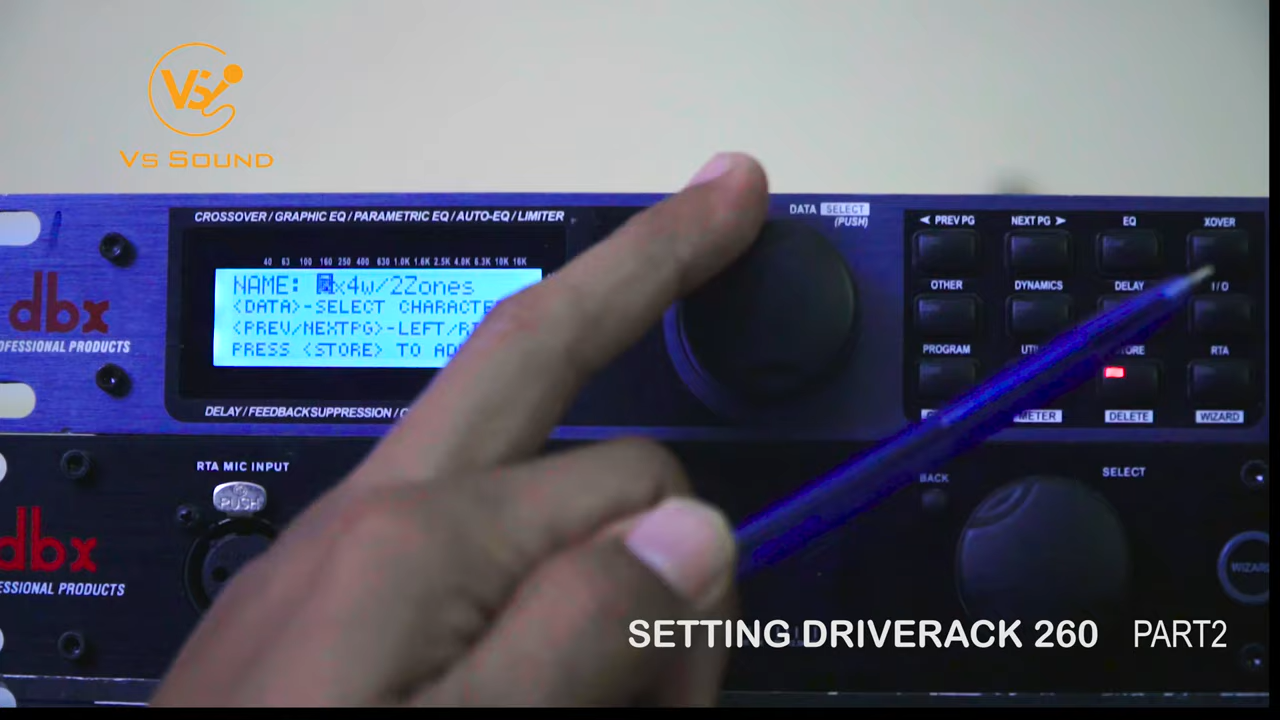 VS
VS SOUND
CROSSOVER / GRAPHIC EQ / PARAMETRIC EQ / AUTO-EQ / LIMITER
DATA SELECT
(PUSH)
PREV PG NEXT PG EQ XOVER
40 63 100 160 250 400 630 1.0K 1.6K 2.5K 4.0K 6.3K 10K 16K
NAME: x4w/2Zones
<DATA>-SELECT
<PREV/NEXTPG>-LEFT/
PRESS <STORE> TO
OTHER DYNAMICS DELAY I/O
dbx
PROGRAM RTA
DELAY / FEEDBACK SUPPRESSION /
METER DELETE WIZARD
PROFESSIONAL PRODUCTS
RTA MIC INPUT
PUSH
BACK
SELECT
dbx
PRODUCTS
SETTING DRIVERACK 260 PART2